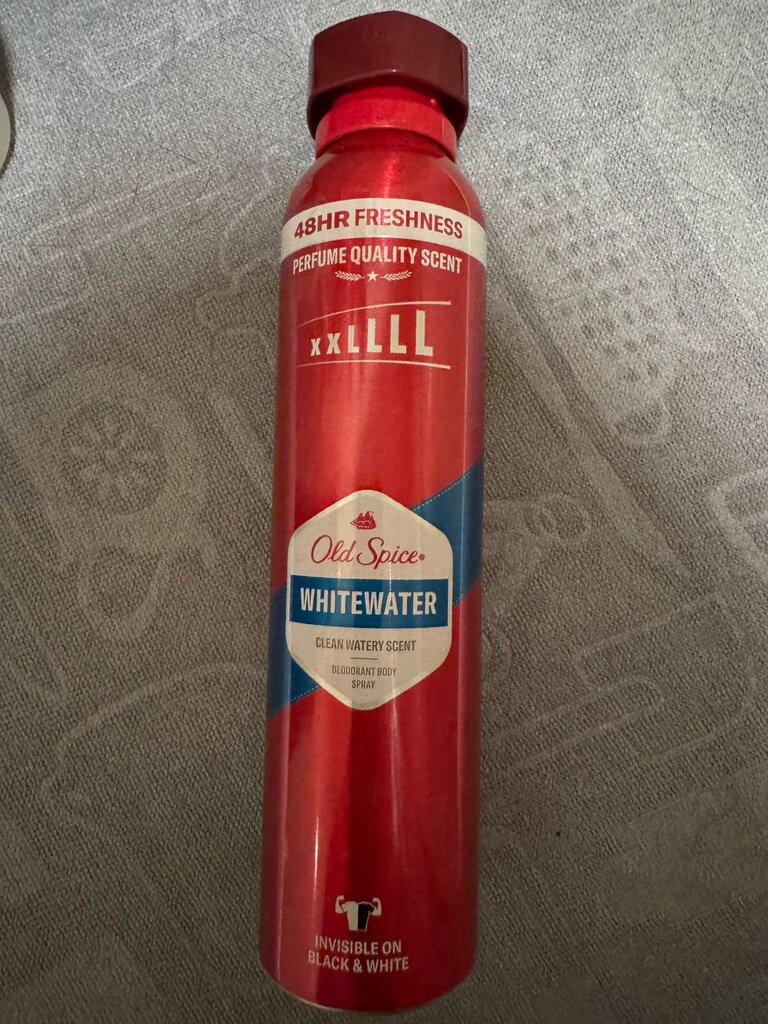 48HR FRESHNESS
PERFUME QUALITY SCENT
XXLLLL
Old Spice
WHITEWATER
CLEAN WATERY SCENT
DEODORANT BODY
SPRAY
INVISIBLE ON
BLACK & WHITE